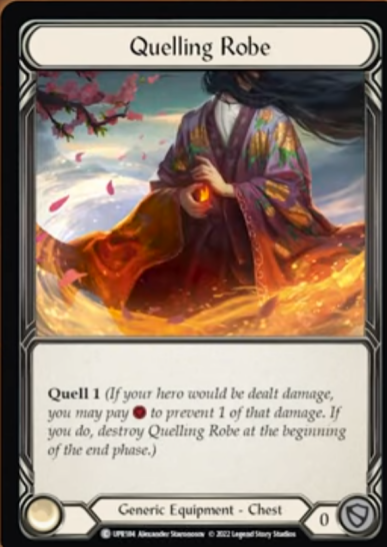 Quelling Robe
Quell 1 (If your hero would be dealt damage,
you may pay to prevent 1 of that damage. If
you do, destroy Quelling Robe at the beginning
of the end phase.)
Generic Equipment - Chest
0
UPR184 Alexander © 2022 Legend Story Studios